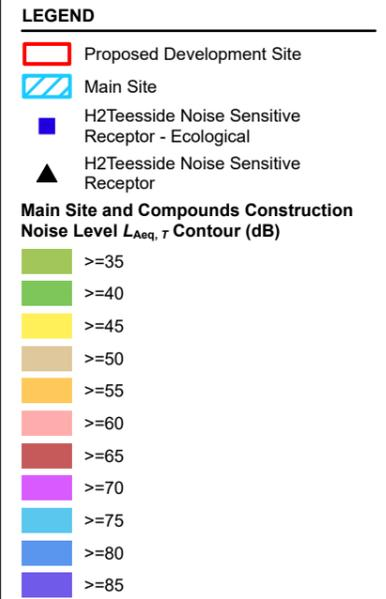 LEGEND
Proposed Development Site
Main Site
H2Teesside Noise Sensitive
Receptor - Ecological
H2Teesside Noise Sensitive
Receptor
Main Site and Compounds Construction
Noise Level LAeq, T Contour (dB)
>=35
>=40
>=45
>=50
>=55
>=60
>=65
>=70
>=75
>=80
>=85